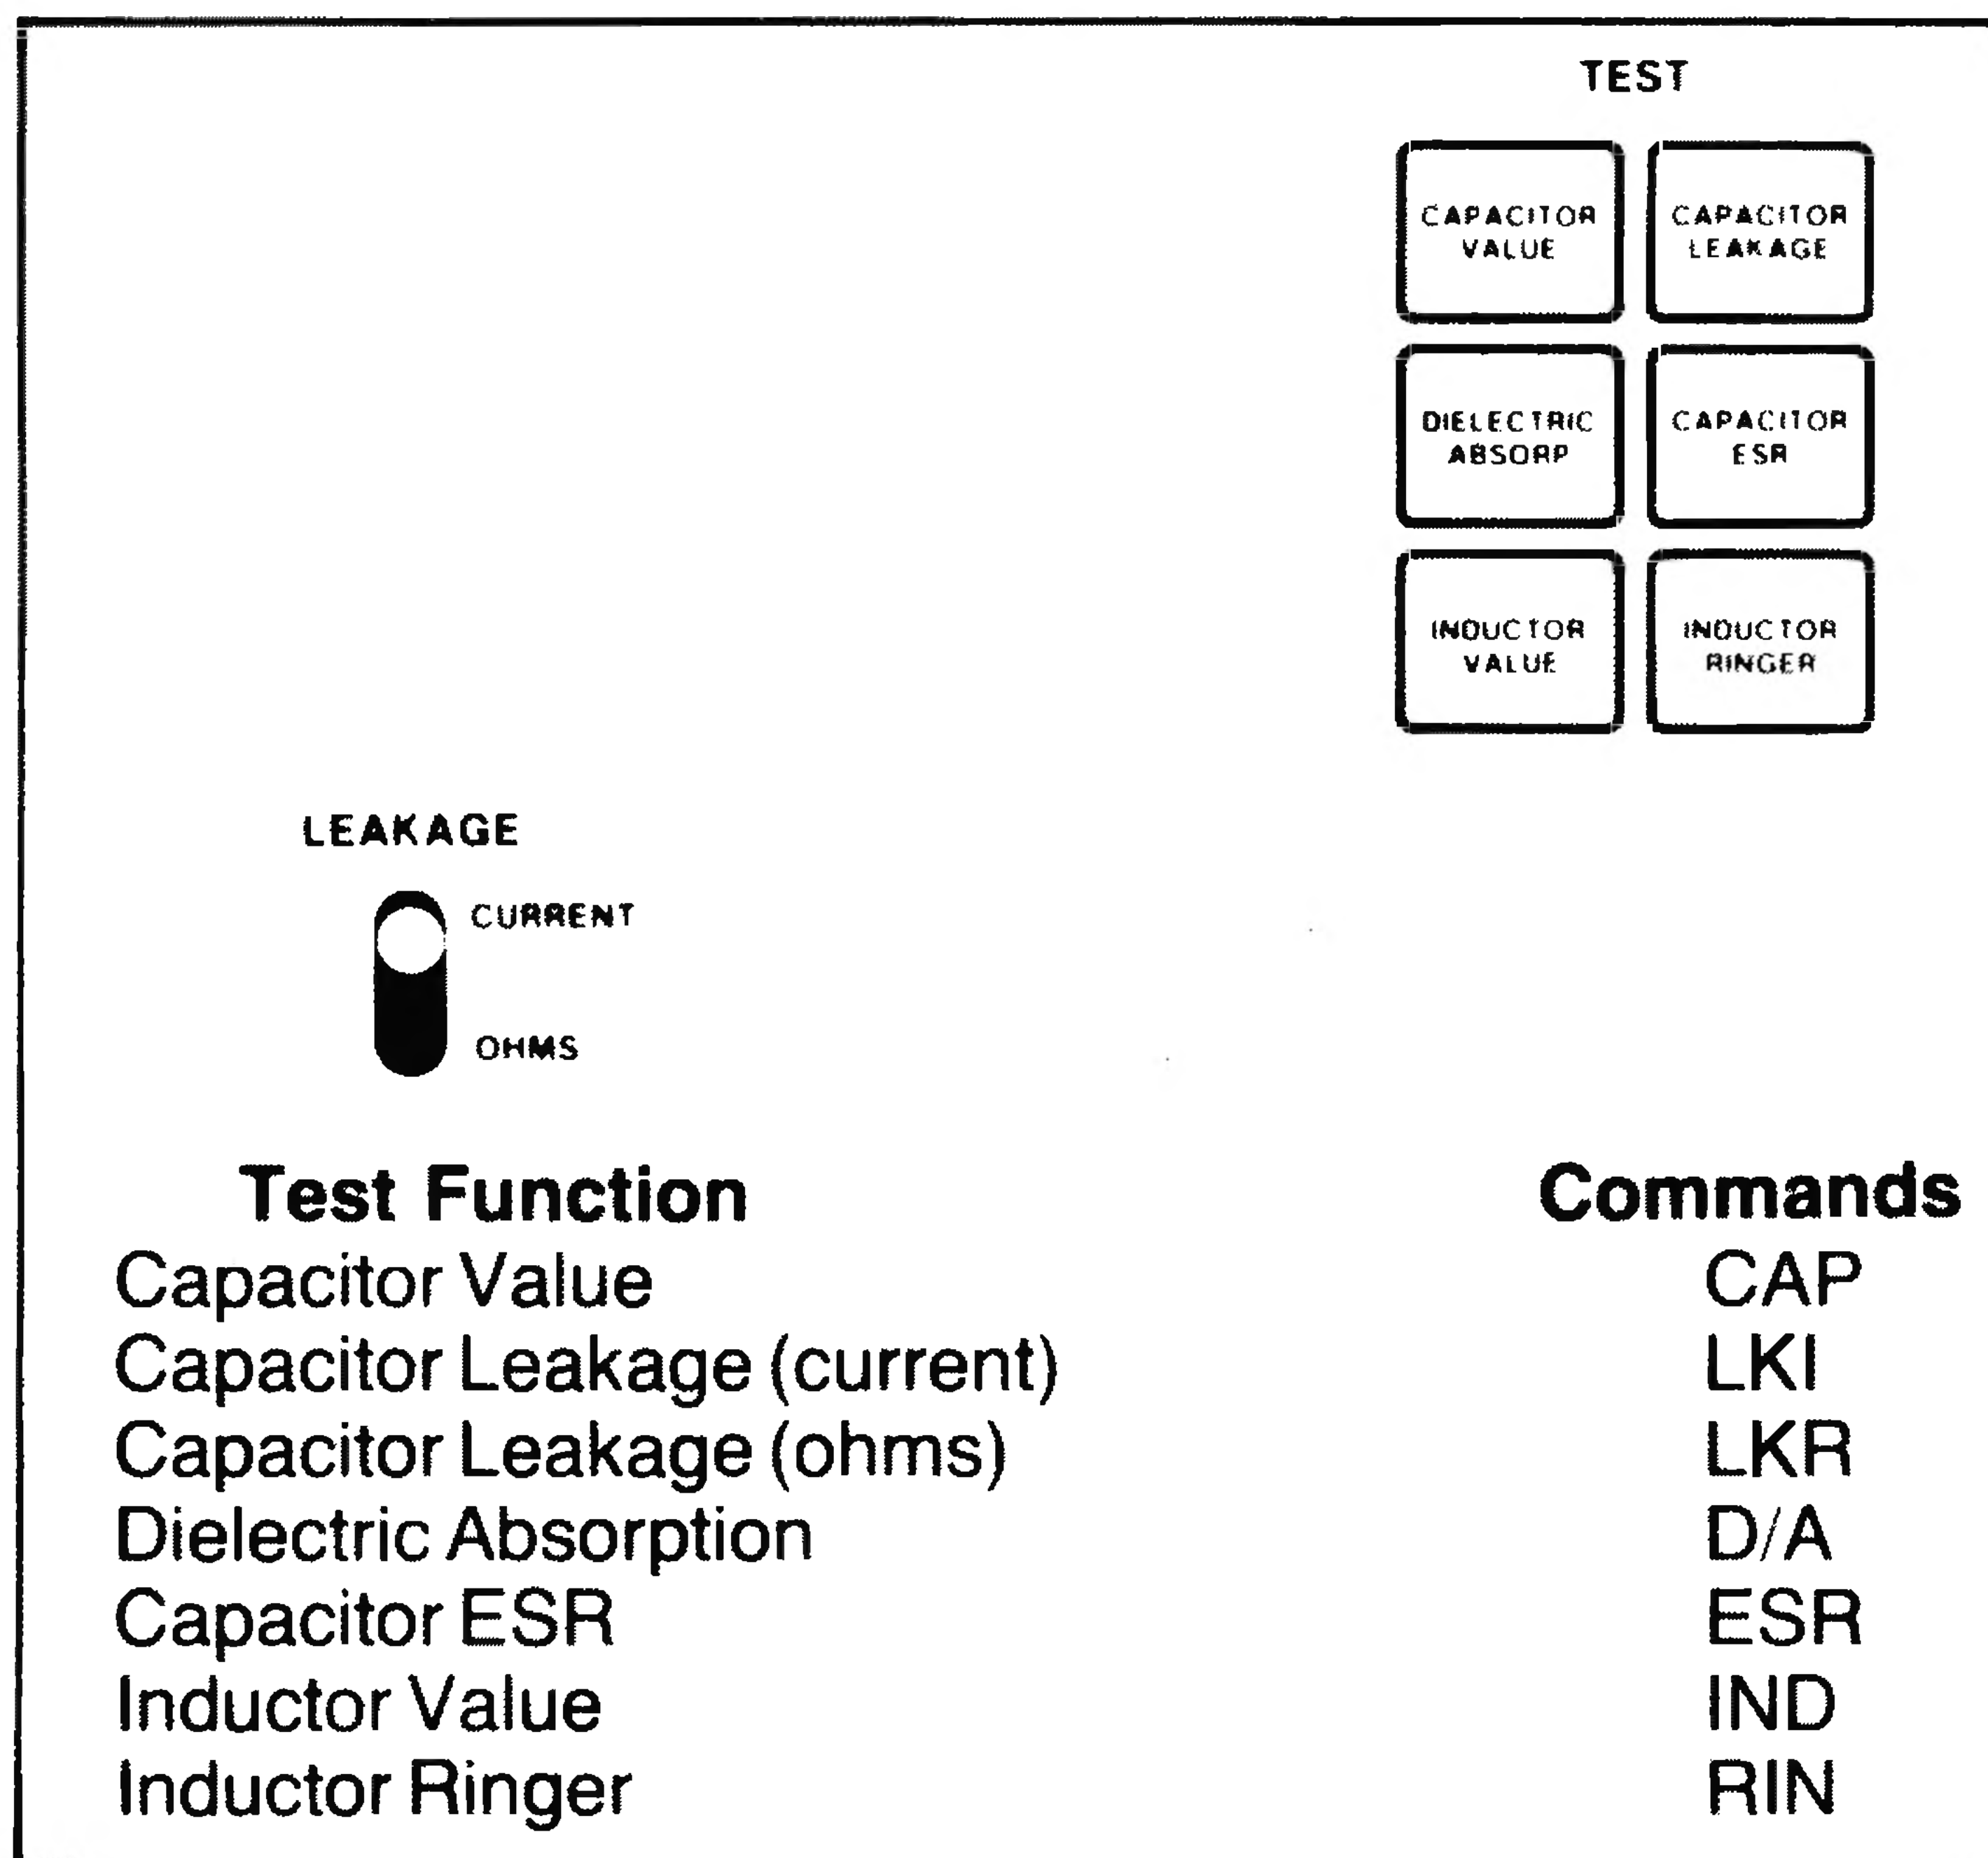 TEST
CAPACITOR CAPACITOR
VALUE LEAKAGE
DIELECTRIC CAPACITOR
ABSORP ESR
INDUCTOR INDUCTOR
VALUE RINGER
LEAKAGE
CURRENT
OHMS
Test Function Commands
Capacitor Value CAP
Capacitor Leakage (current) LKI
Capacitor Leakage (ohms) LKR
Dielectric Absorption D/A
Capacitor ESR ESR
Inductor Value IND
Inductor Ringer RIN